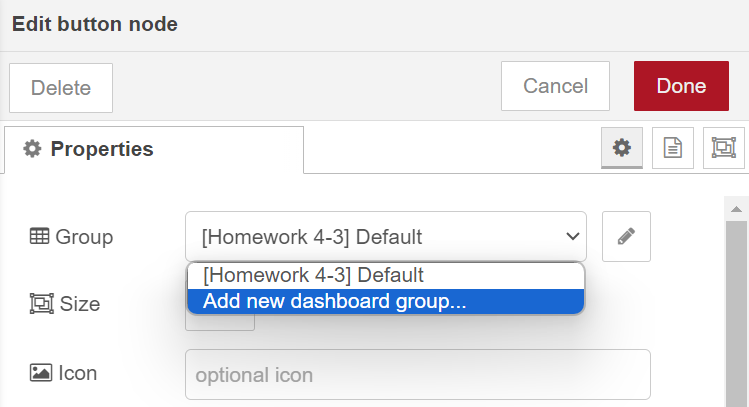 Edit button node
Delete
Cancel
Done
Properties
Group
[Homework 4-3] Default
[Homework 4-3] Default
Add new dashboard group...
Size
Icon
optional icon